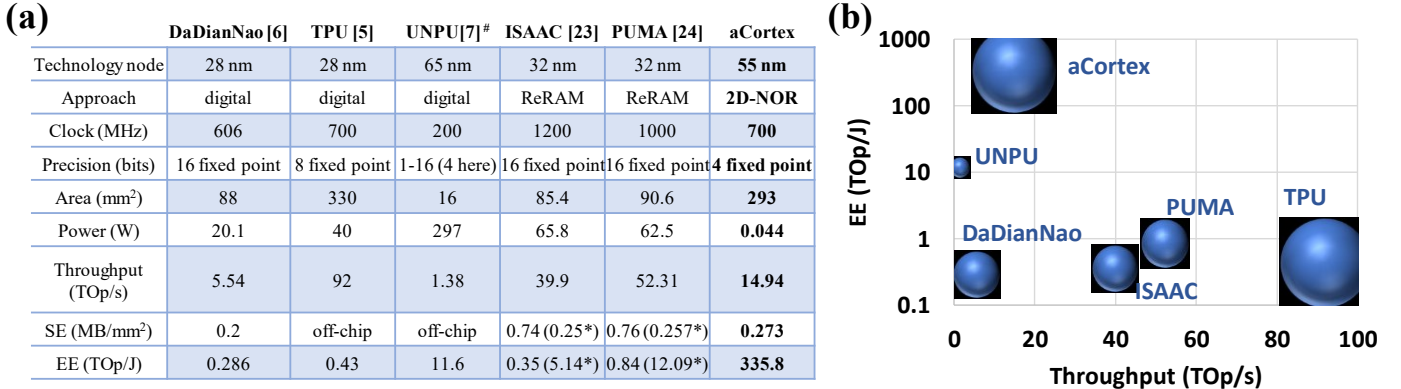 (a)
DaDianNao [6] TPU [5] UNPU[7]# ISAAC [23] PUMA [24] aCortex
Technology node 28 nm 28 nm 65 nm 32 nm 32 nm 55 nm
Approach digital digital digital ReRAM ReRAM 2D-NOR
Clock (MHz) 606 700 200 1200 1000 700
Precision (bits) 16 fixed point 8 fixed point 1-16 (4 here) 16 fixed point 16 fixed point 4 fixed point
Area (mm²) 88 330 16 85.4 90.6 293
Power (W) 20.1 40 297 65.8 62.5 0.044
Throughput
(TOp/s) 5.54 92 1.38 39.9 52.31 14.94
SE (MB/mm²) 0.2 off-chip off-chip 0.74 (0.25*) 0.76 (0.257*) 0.273
EE (TOp/J) 0.286 0.43 11.6 0.35 (5.14*) 0.84 (12.09*) 335.8
(b)
EE (TOp/J)
1000
100
10
1
0.1
aCortex
UNPU
TPU
PUMA
DaDianNao
ISAAC
0 20 40 60 80 100
Throughput (TOp/s)